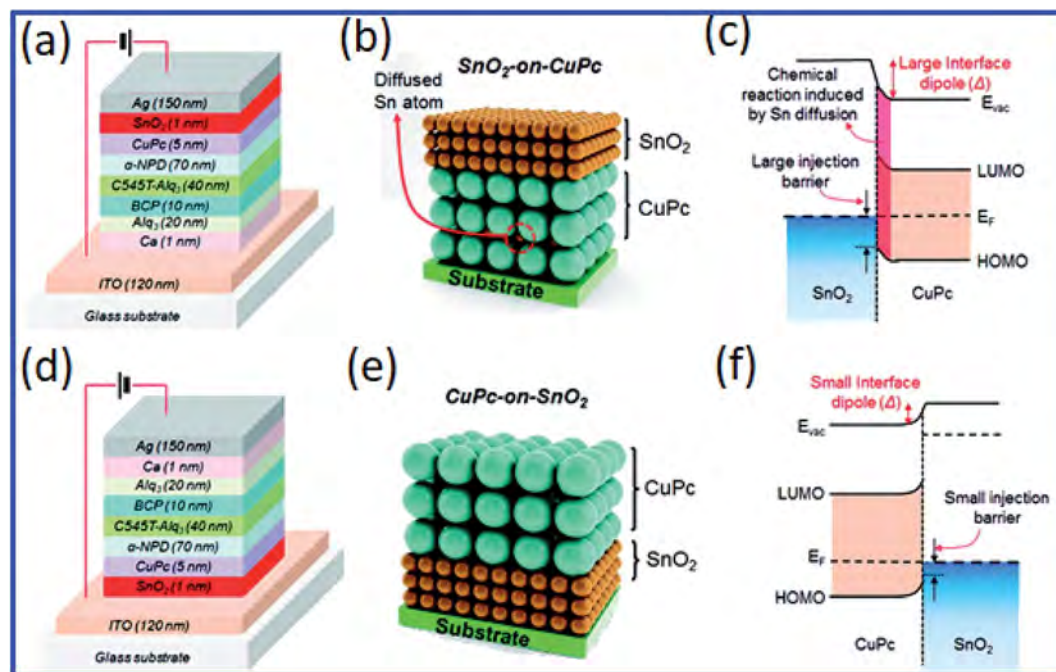 (a)
Ag (150 nm)
SnO₂ (1 nm)
CuPc (5 nm)
α-NPD (70 nm)
C545T-Alq₃ (40 nm)
BCP (10 nm)
Alq₃ (20 nm)
Ca (1 nm)
ITO (120 nm)
Glass substrate
(b)
SnO₂-on-CuPc
Diffused
Sn atom
SnO₂
CuPc
Substrate
(c)
Large Interface
dipole (Δ)
Chemical
reaction induced
by Sn diffusion
Eᵥₐc
Large injection
barrier
LUMO
E_F
HOMO
SnO₂
CuPc
(d)
Ag (150 nm)
Ca (1 nm)
Alq₃ (20 nm)
BCP (10 nm)
C545T-Alq₃ (40 nm)
α-NPD (70 nm)
CuPc (5 nm)
SnO₂ (1 nm)
ITO (120 nm)
Glass substrate
(e)
CuPc-on-SnO₂
CuPc
SnO₂
Substrate
(f)
Small Interface
dipole (Δ)
Eᵥₐc
LUMO
Small injection
barrier
E_F
HOMO
CuPc
SnO₂